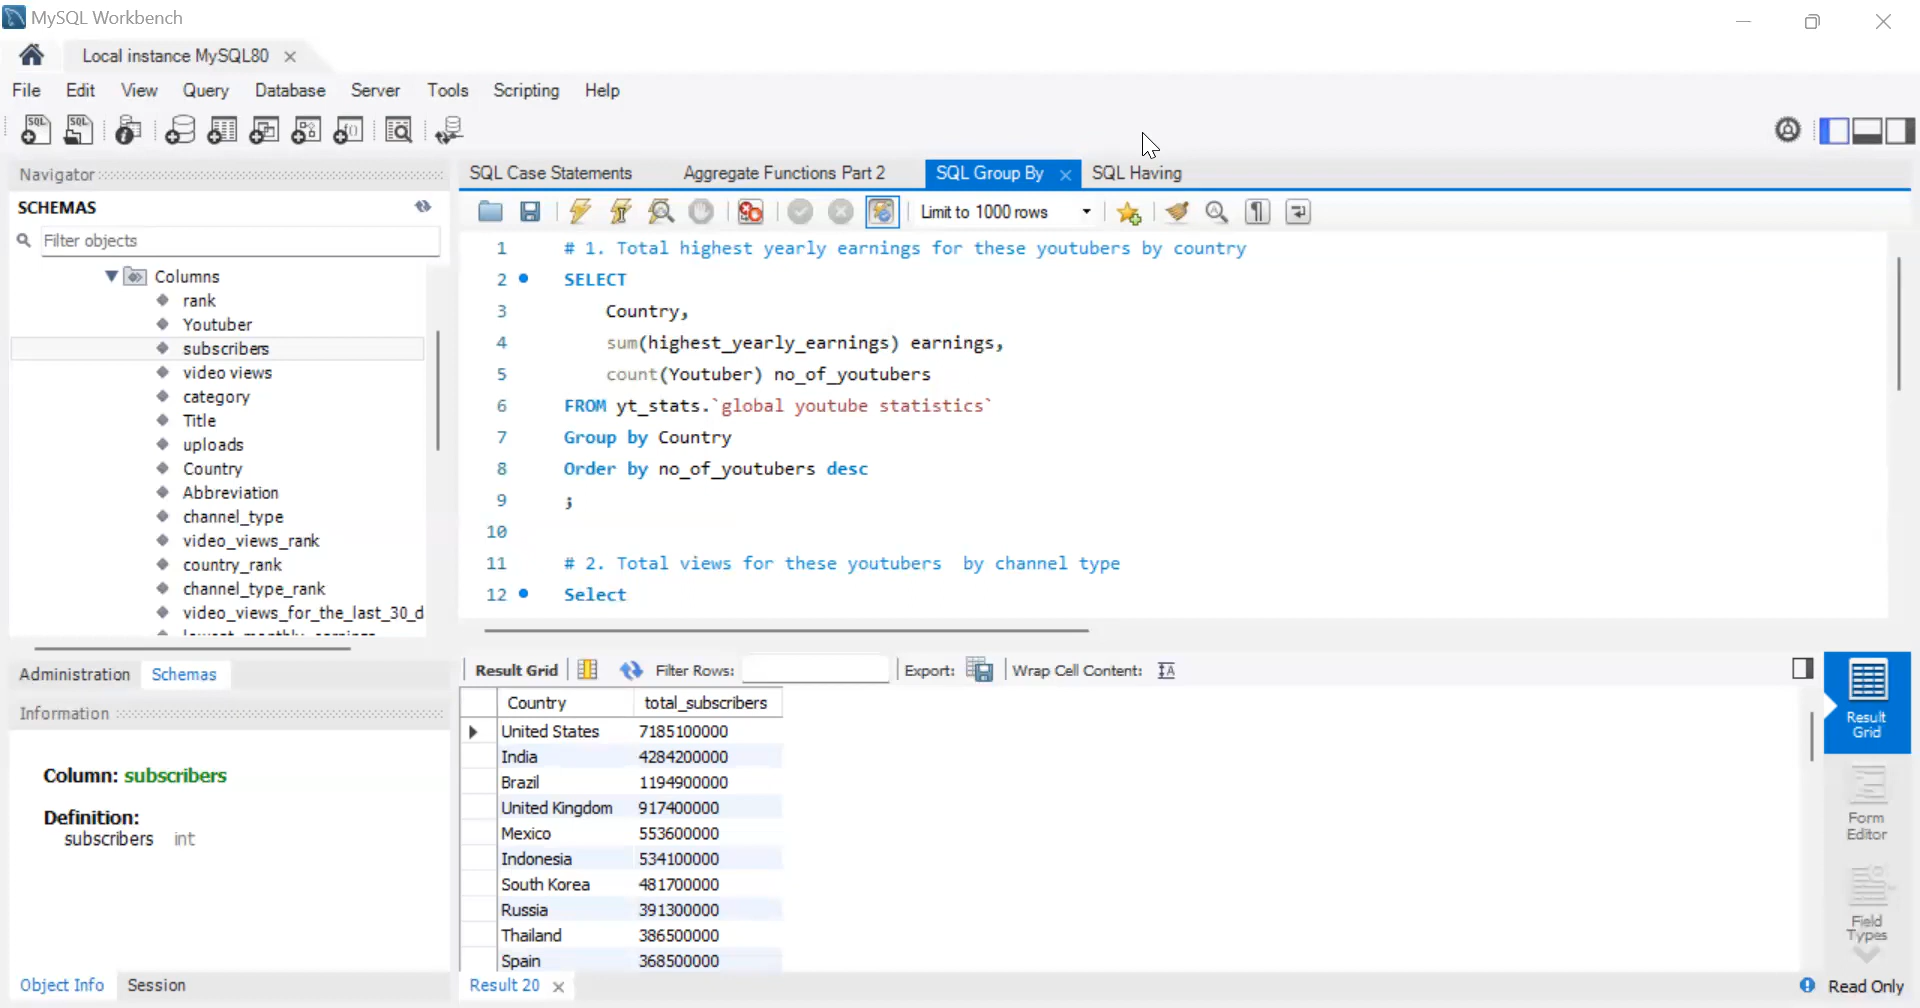 MySQL Workbench
Local instance MySQL80
File Edit View Query Database Server Tools Scripting Help
SQL SQL
Navigator
SCHEMAS
Filter objects
Columns
rank
Youtuber
subscribers
video views
category
Title
uploads
Country
Abbreviation
channel_type
video_views_rank
country_rank
channel_type_rank
video_views_for_the_last_30_d
Administration Schemas
Information
Column: subscribers
Definition:
subscribers int
Object Info Session
SQL Case Statements Aggregate Functions Part 2 SQL Group By SQL Having
Limit to 1000 rows
1 # 1. Total highest yearly earnings for these youtubers by country
2 SELECT
3 Country,
4 sum(highest_yearly_earnings) earnings,
5 count(Youtuber) no_of_youtubers
6 FROM yt_stats.`global youtube statistics`
7 Group by Country
8 Order by no_of_youtubers desc
9 ;
10
11 # 2. Total views for these youtubers  by channel type
12 Select
Result Grid Filter Rows: Export: Wrap Cell Content:
Country total_subscribers
United States 7185100000
India 4284200000
Brazil 1194900000
United Kingdom 917400000
Mexico 553600000
Indonesia 534100000
South Korea 481700000
Russia 391300000
Thailand 386500000
Spain 368500000
Result 20
Result
Grid
Form
Editor
Field
Types
Read Only